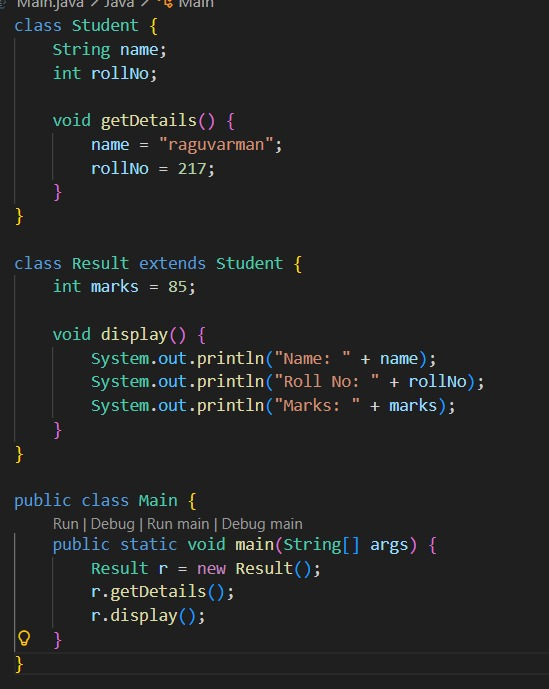 Main.java > Java > Main
class Student {
    String name;
    int rollNo;

    void getDetails() {
        name = "raguvarman";
        rollNo = 217;
    }
}

class Result extends Student {
    int marks = 85;

    void display() {
        System.out.println("Name: " + name);
        System.out.println("Roll No: " + rollNo);
        System.out.println("Marks: " + marks);
    }
}

public class Main {
    Run | Debug | Run main | Debug main
    public static void main(String[] args) {
        Result r = new Result();
        r.getDetails();
        r.display();
    }
}